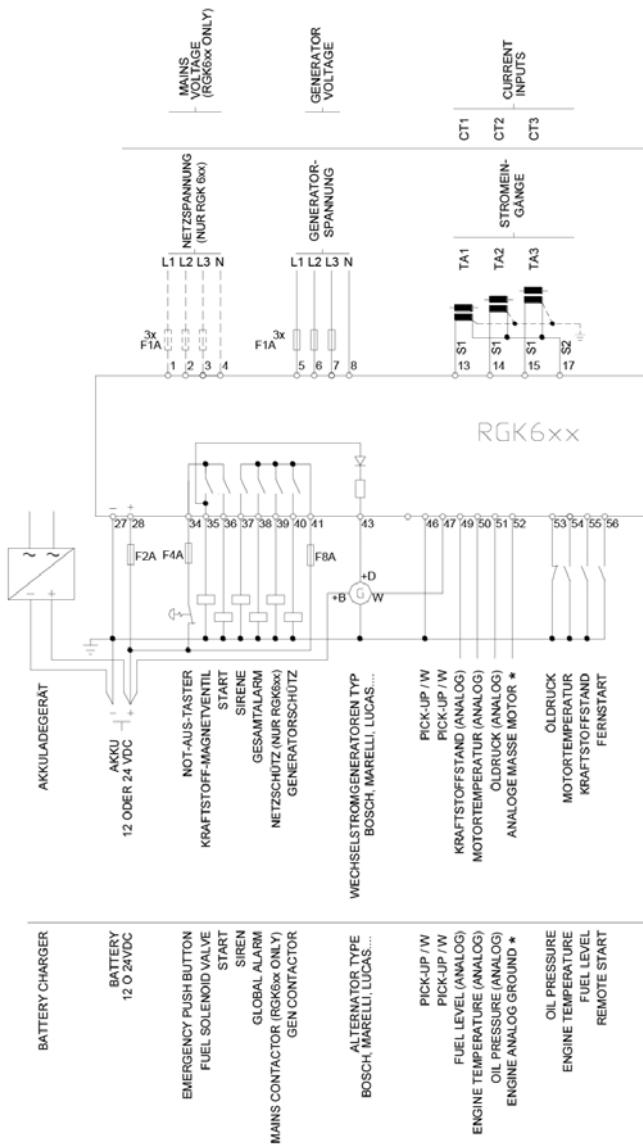 BATTERY CHARGER
BATTERY
12 O 24VDC
EMERGENCY PUSH BUTTON
FUEL SOLENOID VALVE
START
SIREN
GLOBAL ALARM
MAINS CONTACTOR (RGK6xx ONLY)
GEN CONTACTOR
ALTERNATOR TYPE
BOSCH, MARELLI, LUCAS....
PICK-UP / W
PICK-UP / W
FUEL LEVEL (ANALOG)
ENGINE TEMPERATURE (ANALOG)
OIL PRESSURE (ANALOG)
ENGINE ANALOG GROUND *
OIL PRESSURE
ENGINE TEMPERATURE
FUEL LEVEL
REMOTE START
AKKULADEGERÄT
AKKU
12 ODER 24 VDC
NOT-AUS-TASTER
KRAFTSTOFF-MAGNETVENTIL
START
SIRENE
GESAMTALARM
NETZSCHÜTZ (NUR RGK6xx)
GENERATORSCHÜTZ
WECHSELSTROMGENERATOREN TYP
BOSCH, MARELLI, LUCAS....
PICK-UP / W
PICK-UP / W
KRAFTSTOFFSTAND (ANALOG)
MOTORTEMPERATUR (ANALOG)
ÖLDRUCK (ANALOG)
ANALOGE MASSE MOTOR *
ÖLDRUCK
MOTORTEMPERATUR
KRAFTSTOFFSTAND
FERNSTART
~ ~
- +
- +
F2A
F4A
F8A
+B
G
+D
W
- +
27
28
34
35
36
37
38
39
40
41
43
46
47
49
50
51
52
53
54
55
56
RGK6xx
1
2
3
4
5
6
7
8
13
14
15
17
3x
F1A
3x
F1A
S1
S1
S1
S2
L1 L2 L3 N
L1 L2 L3 N
TA1
TA2
TA3
NETZSPANNUNG
(NUR RGK 6xx)
GENERATOR-
SPANNUNG
STROMEIN-
GÄNGE
MAINS
VOLTAGE
(RGK6xx ONLY)
GENERATOR
VOLTAGE
CT1
CT2
CT3
CURRENT
INPUTS